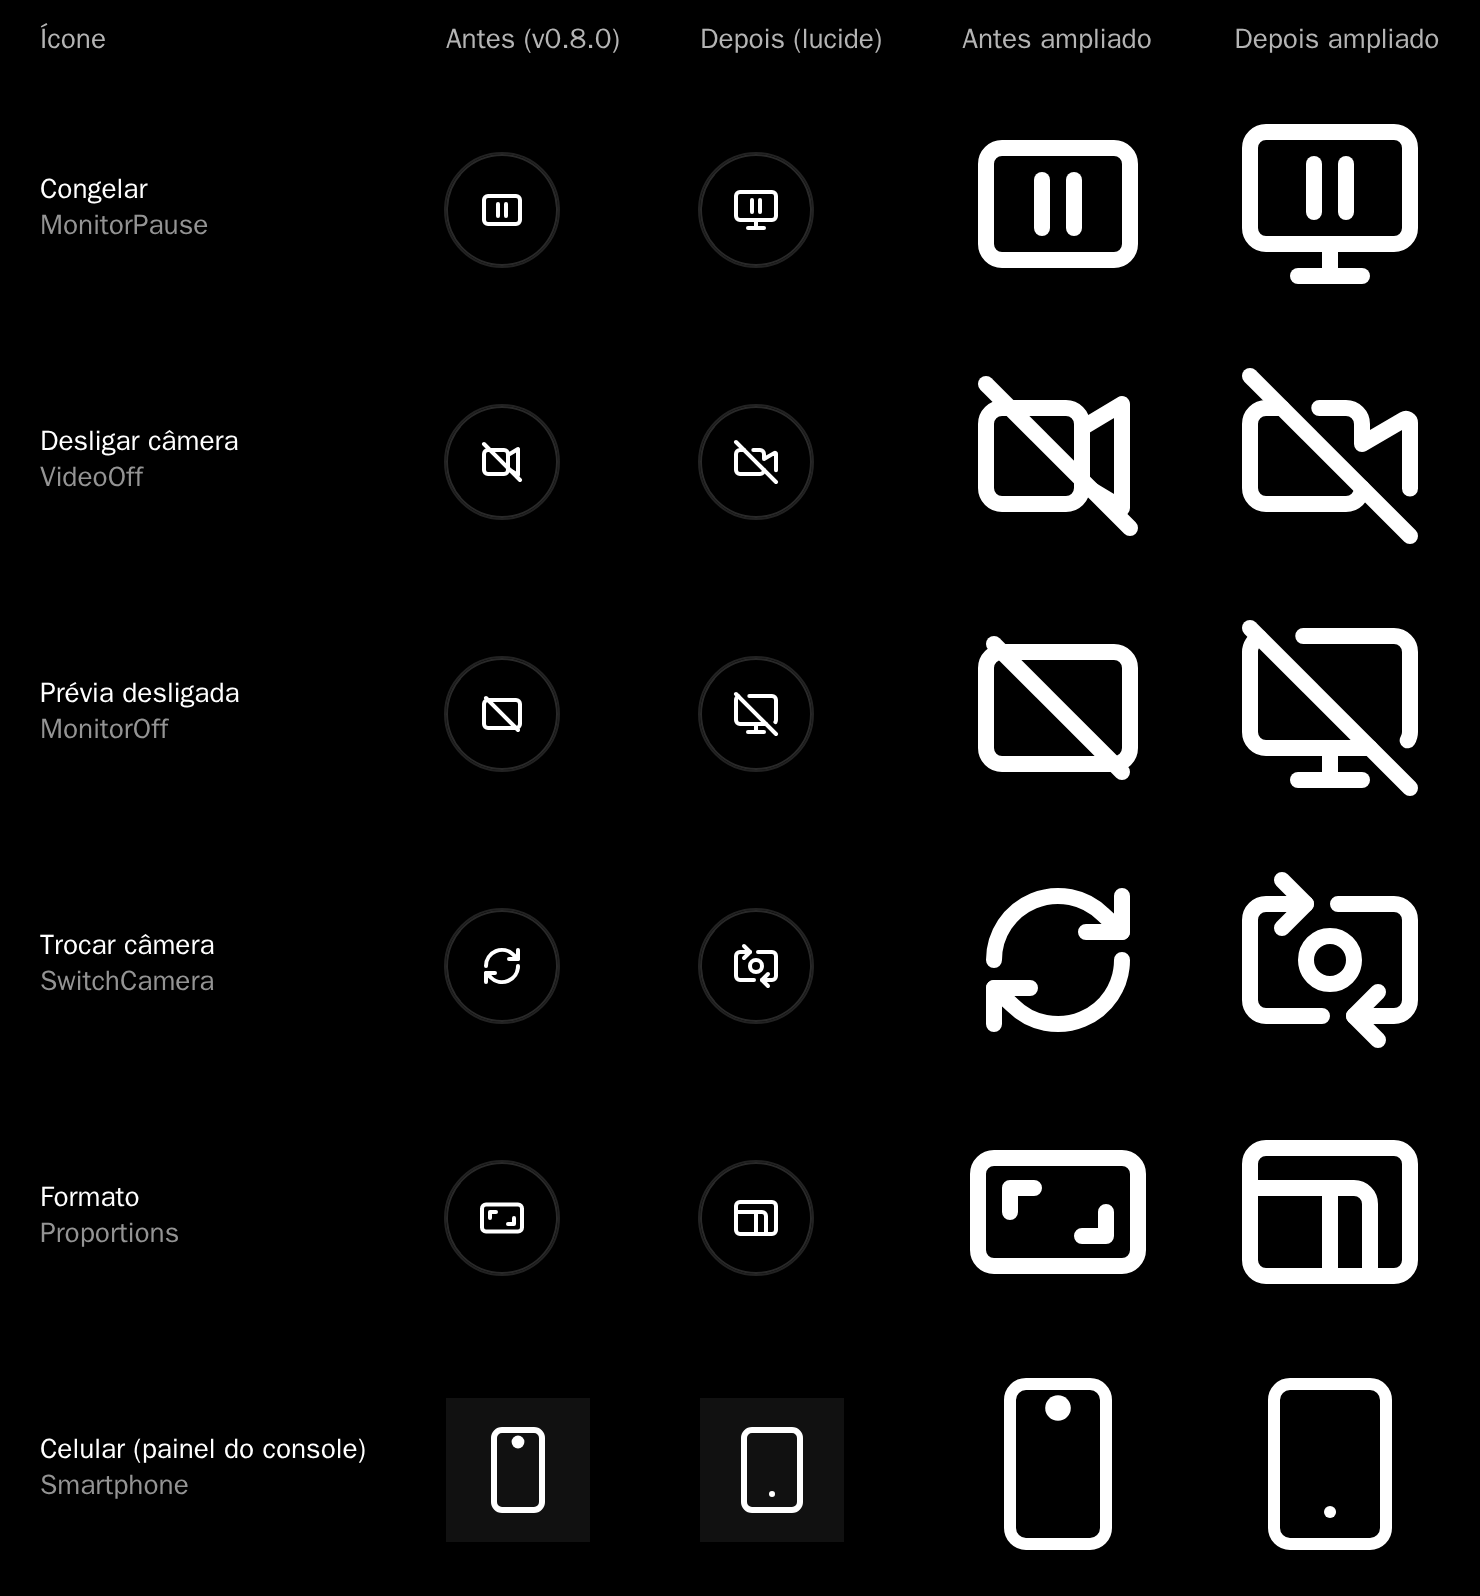 Ícone Antes (v0.8.0) Depois (lucide) Antes ampliado Depois ampliado
Congelar
MonitorPause
Desligar câmera
VideoOff
Prévia desligada
MonitorOff
Trocar câmera
SwitchCamera
Formato
Proportions
Celular (painel do console)
Smartphone